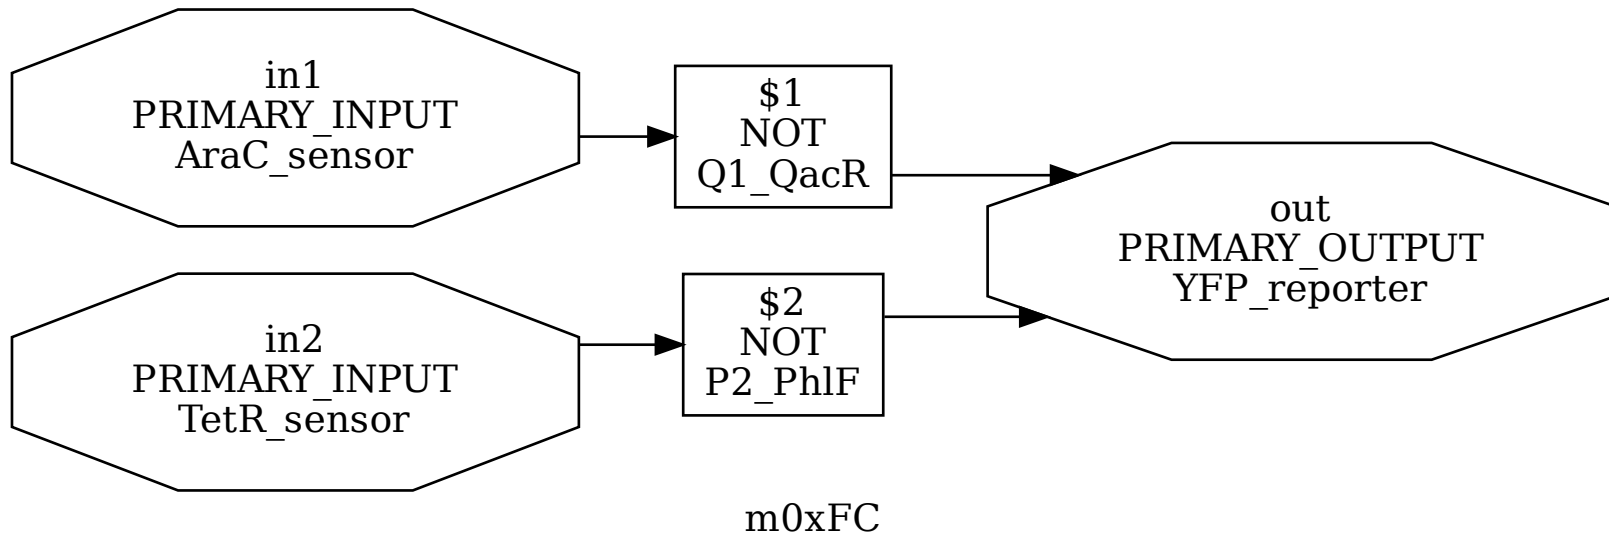 in1
PRIMARY_INPUT
AraC_sensor
$1
NOT
Q1_QacR
in2
PRIMARY_INPUT
TetR_sensor
$2
NOT
P2_PhlF
out
PRIMARY_OUTPUT
YFP_reporter
m0xFC